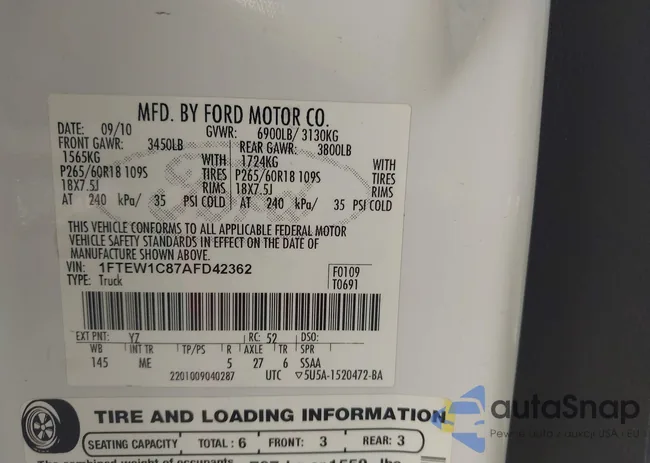 MFD. BY FORD MOTOR CO.
DATE: 09/10 GVWR: 6900LB/ 3130KG
FRONT GAWR: 3450LB REAR GAWR: 3800LB
1565KG WITH 1724KG WITH
P265/60R18 109S TIRES P265/60R18 109S TIRES
18X7.5J RIMS 18X7.5J RIMS
AT 240 kPa/ 35 PSI COLD AT 240 kPa/ 35 PSI COLD
THIS VEHICLE CONFORMS TO ALL APPLICABLE FEDERAL MOTOR
VEHICLE SAFETY STANDARDS IN EFFECT ON THE DATE OF
MANUFACTURE SHOWN ABOVE.
VIN: 1FTEW1C87AFD42362 F0109
TYPE: Truck T0691
EXT PNT: YZ RC: 52 DSO:
WB INT TR TP/PS R AXLE TR SPR
145 ME 5 27 6 SSAA
2201009040287 UTC ▽5U5A-1520472-BA
TIRE AND LOADING INFORMATION
SEATING CAPACITY TOTAL: 6 FRONT: 3 REAR: 3
The combined weight of occupants
autoSnap